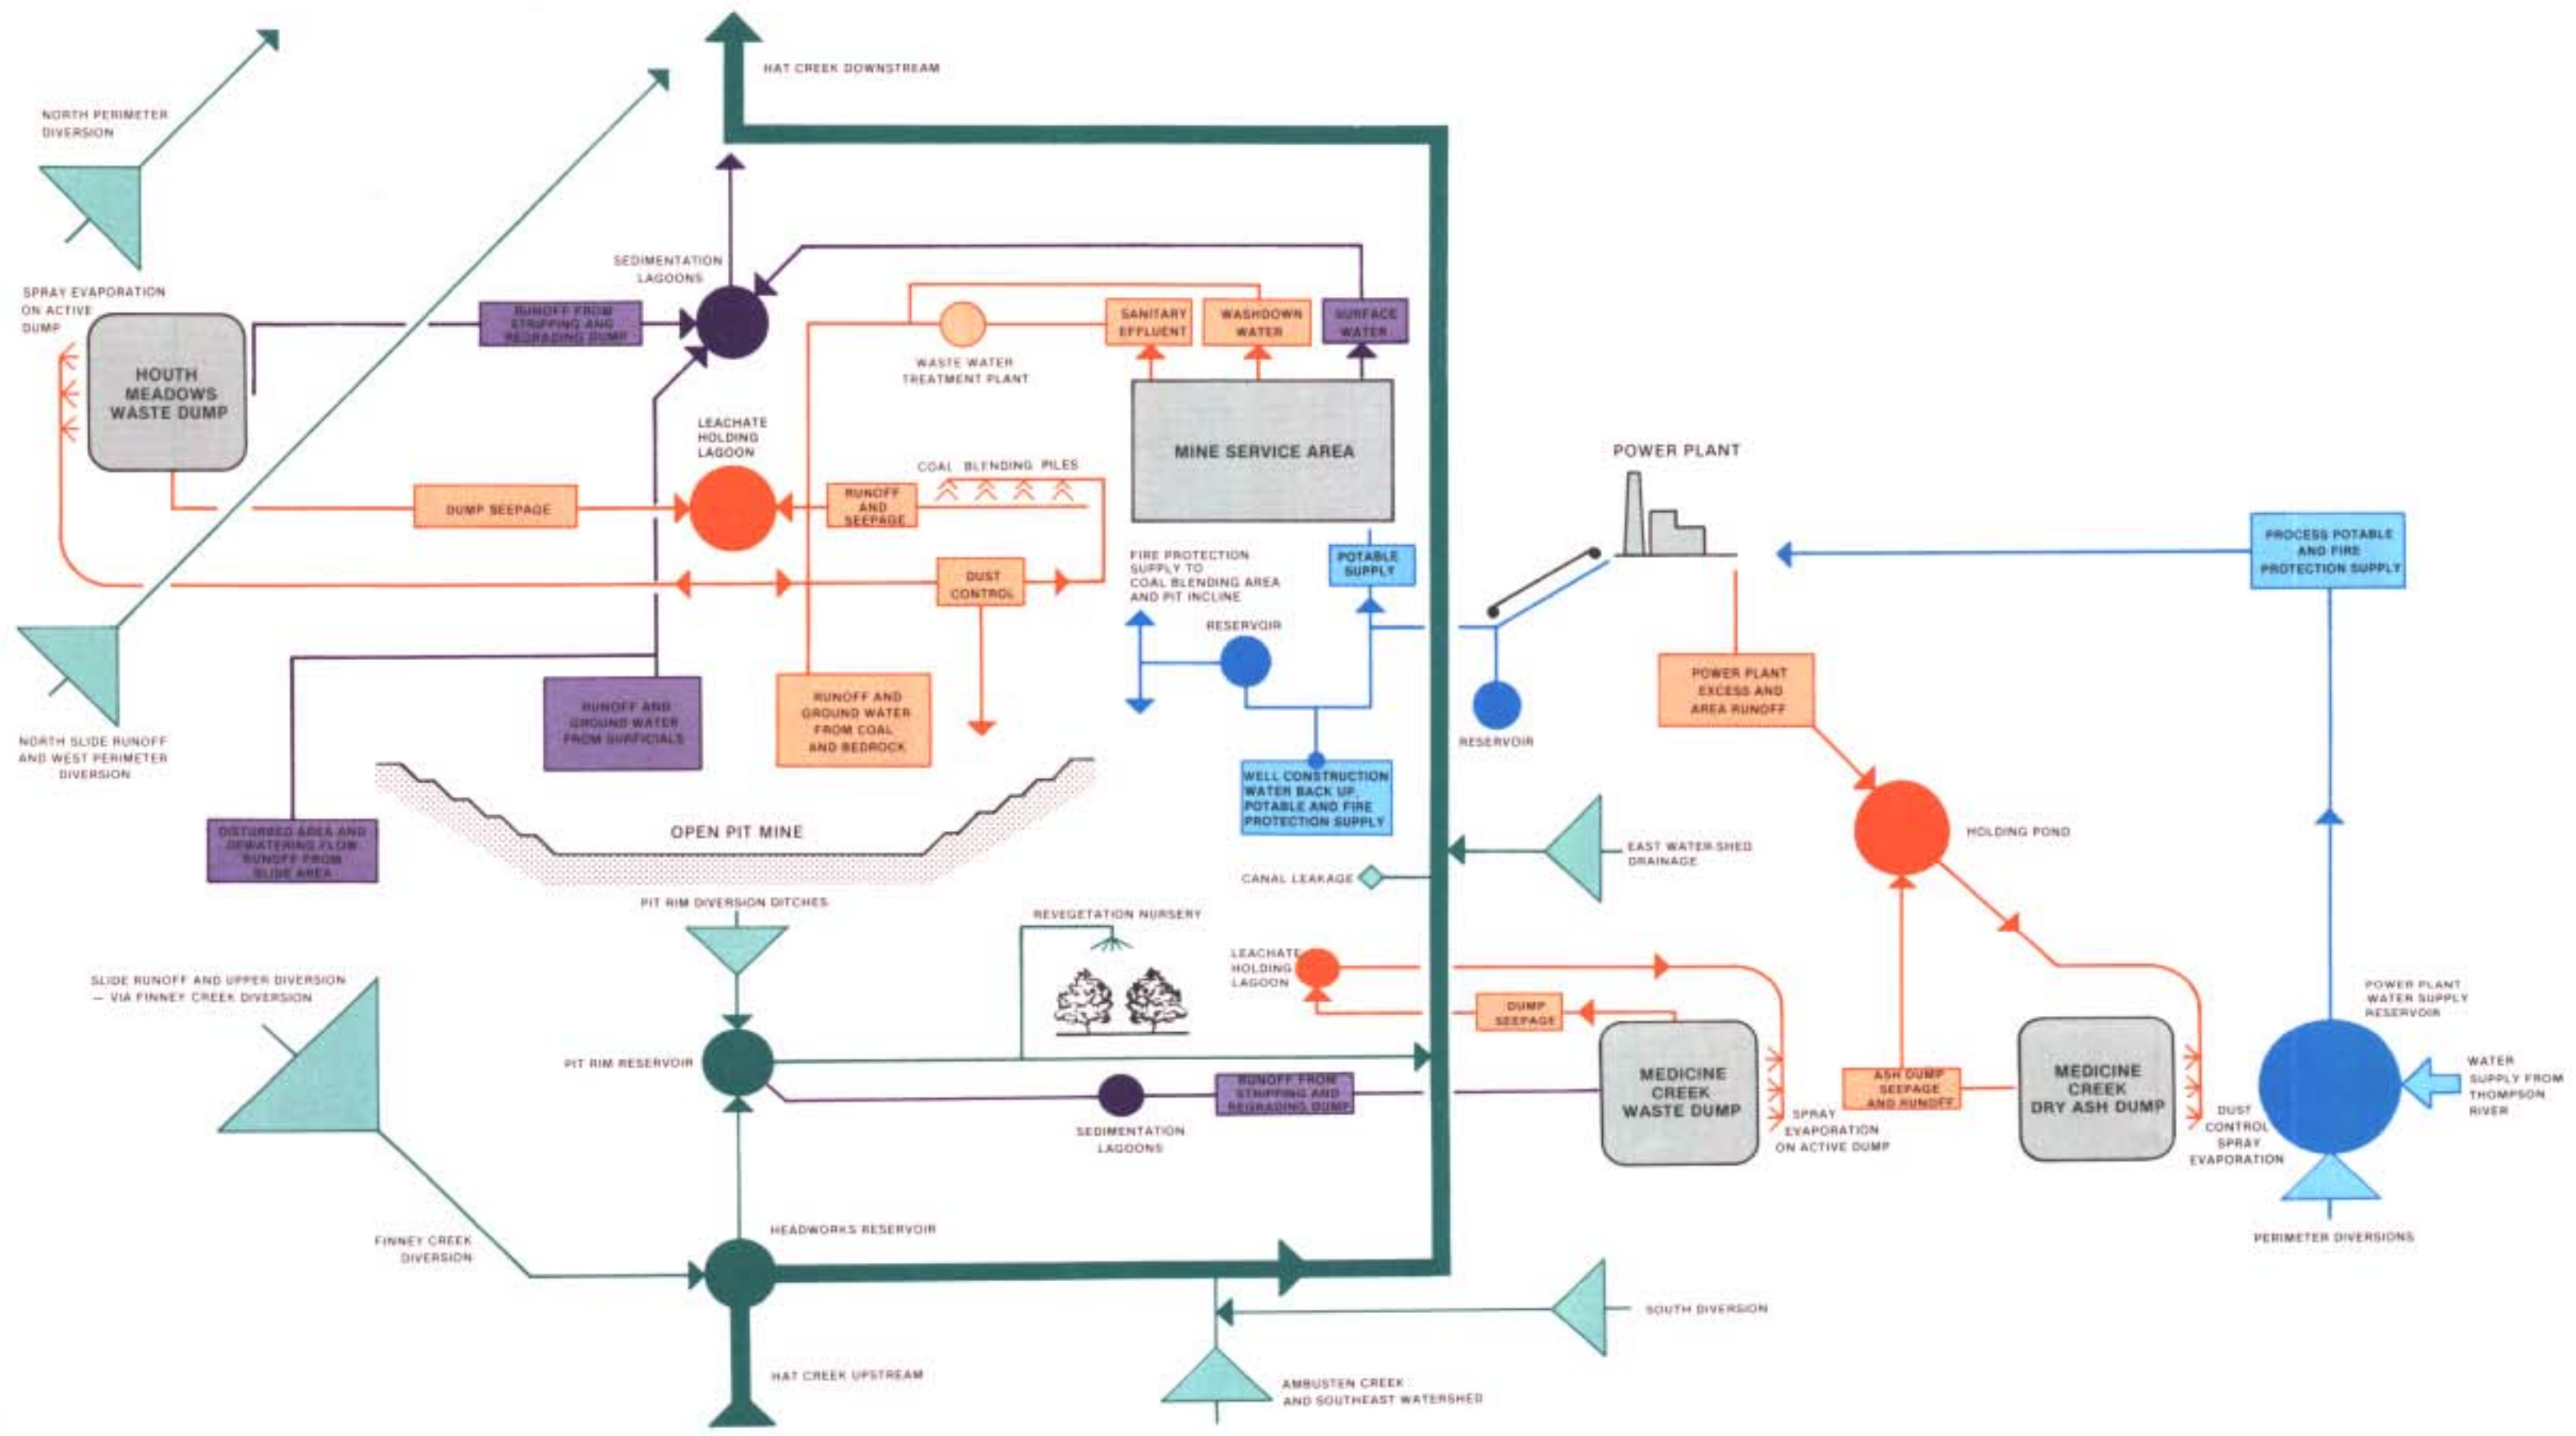 HAT CREEK DOWNSTREAM
NORTH PERIMETER
DIVERSION
SEDIMENTATION
LAGOONS
SPRAY EVAPORATION
ON ACTIVE
DUMP
RUNOFF FROM
STRIPPING AND
REGRADING DUMP
SANITARY
EFFLUENT
WASHDOWN
WATER
SURFACE
WATER
WASTE WATER
TREATMENT PLANT
HOUTH
MEADOWS
WASTE DUMP
LEACHATE
HOLDING
LAGOON
COAL BLENDING PILES
MINE SERVICE AREA
POWER PLANT
DUMP SEEPAGE
RUNOFF
AND
SEEPAGE
FIRE PROTECTION
SUPPLY TO
COAL BLENDING AREA
AND PIT INCLINE
POTABLE
SUPPLY
PROCESS POTABLE
AND FIRE
PROTECTION SUPPLY
DUST
CONTROL
RESERVOIR
RESERVOIR
POWER PLANT
EXCESS AND
AREA RUNOFF
NORTH SLIDE RUNOFF
AND WEST PERIMETER
DIVERSION
RUNOFF AND
GROUND WATER
FROM SURFICIALS
RUNOFF AND
GROUND WATER
FROM COAL
AND BEDROCK
WELL CONSTRUCTION
WATER BACK UP,
POTABLE AND FIRE
PROTECTION SUPPLY
DISTURBED AREA AND
DEWATERING FLOW
RUNOFF FROM
SLIDE AREA
OPEN PIT MINE
HOLDING POND
EAST WATER-SHED
DRAINAGE
CANAL LEAKAGE
PIT RIM DIVERSION DITCHES
REVEGETATION NURSERY
SLIDE RUNOFF AND UPPER DIVERSION
— VIA FINNEY CREEK DIVERSION
LEACHATE
HOLDING
LAGOON
DUMP
SEEPAGE
POWER PLANT
WATER SUPPLY
RESERVOIR
PIT RIM RESERVOIR
RUNOFF FROM
STRIPPING AND
REGRADING DUMP
MEDICINE
CREEK
WASTE DUMP
ASH DUMP
SEEPAGE
AND RUNOFF
MEDICINE
CREEK
DRY ASH DUMP
WATER
SUPPLY FROM
THOMPSON
RIVER
SEDIMENTATION
LAGOONS
SPRAY
EVAPORATION
ON ACTIVE DUMP
DUST
CONTROL
SPRAY
EVAPORATION
HEADWORKS RESERVOIR
FINNEY CREEK
DIVERSION
PERIMETER DIVERSIONS
SOUTH DIVERSION
HAT CREEK UPSTREAM
AMBUSTEN CREEK
AND SOUTHEAST WATERSHED